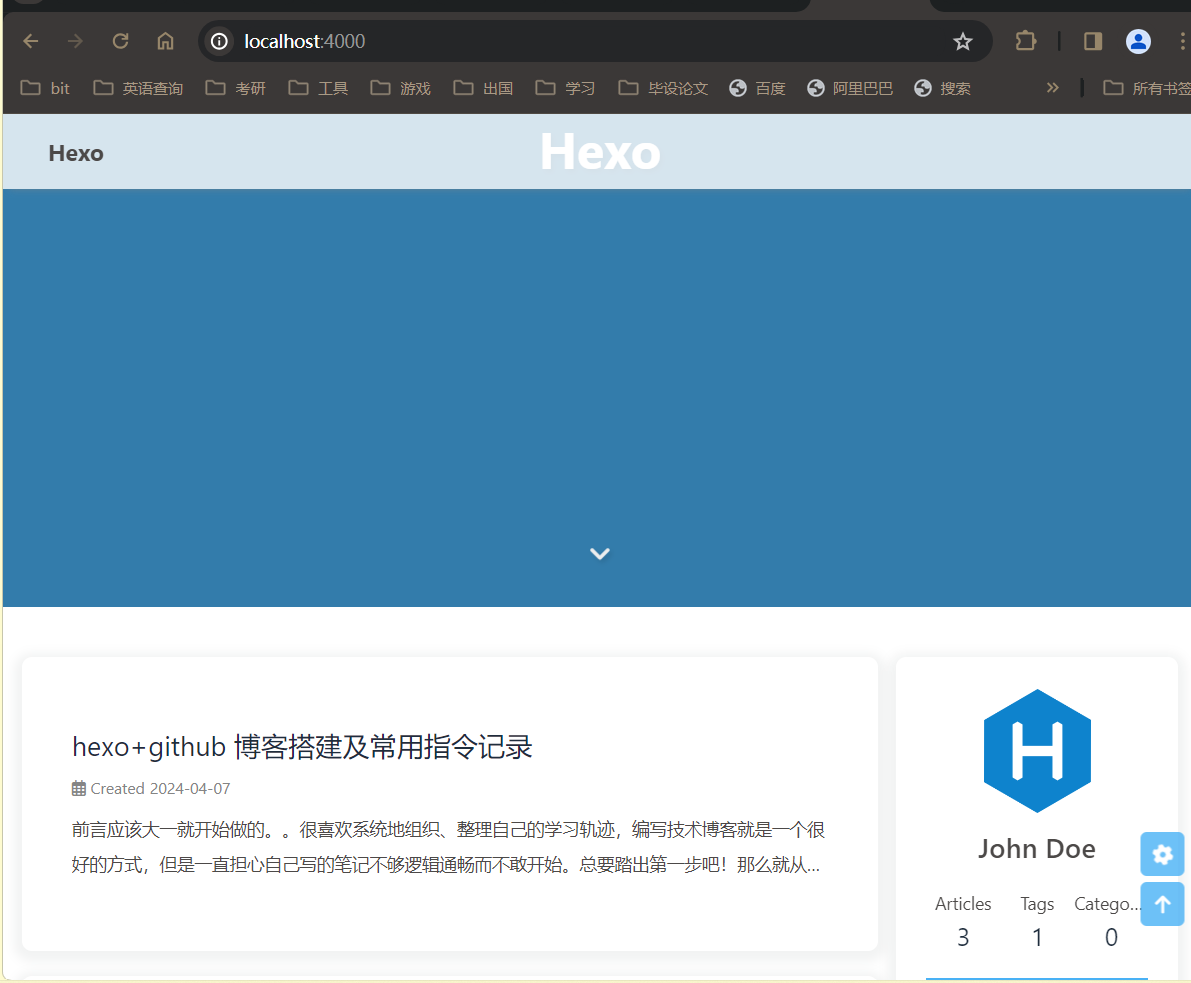 localhost:4000
bit 英语查询 考研 工具 游戏 出国 学习 毕设论文 百度 阿里巴巴 搜索 » 所有书签
Hexo
Hexo
hexo+github 博客搭建及常用指令记录
Created 2024-04-07
前言应该大一就开始做的。。很喜欢系统地组织、整理自己的学习轨迹，编写技术博客就是一个很
好的方式，但是一直担心自己写的笔记不够逻辑通畅而不敢开始。总要踏出第一步吧！那么就从...
H
John Doe
Articles Tags Catego...
3 1 0